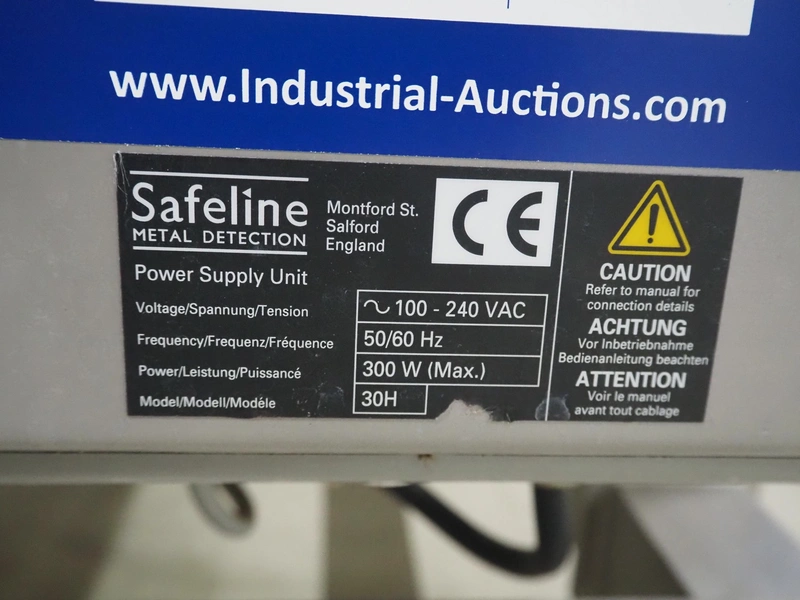 www.Industrial-Auctions.com
Safeline
METAL DETECTION
Montford St.
Salford
England
CE
Power Supply Unit
Voltage/Spannung/Tension
~ 100 - 240 VAC
Frequency/Frequenz/Fréquence
50/60 Hz
Power/Leistung/Puissancé
300 W (Max.)
Model/Modell/Modéle
30H
CAUTION
Refer to manual for
connection details
ACHTUNG
Vor Inbetriebnahme
Bedienanleitung beachten
ATTENTION
Voir le manuel
avant tout cablage